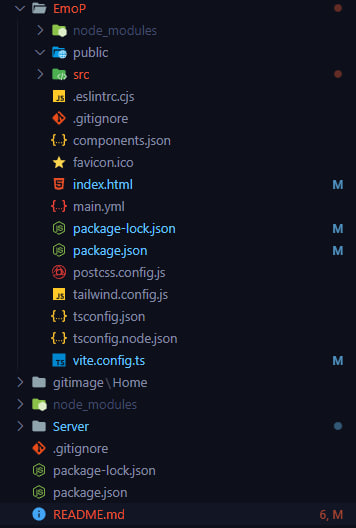 EmoP
node_modules
public
src
.eslintrc.cjs
.gitignore
components.json
favicon.ico
index.html M
main.yml
package-lock.json M
package.json M
postcss.config.js
tailwind.config.js
tsconfig.json
tsconfig.node.json
vite.config.ts M
gitimage\Home
node_modules
Server
.gitignore
package-lock.json
package.json
README.md 6, M